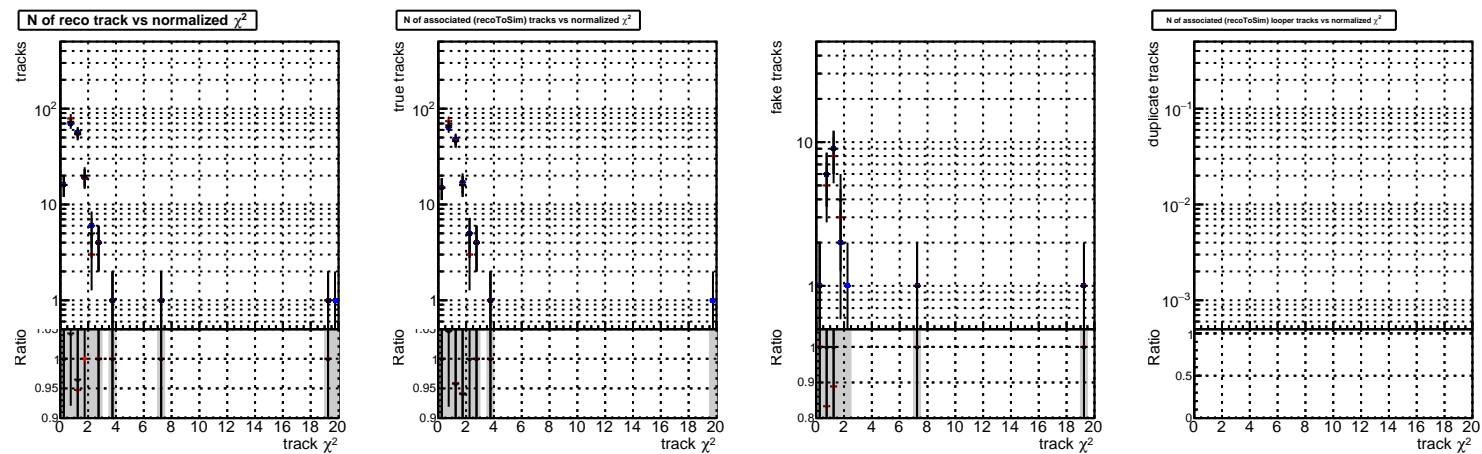 N of reco track vs normalized χ²
tracks
10²
10
1
Ratio
1.05
1
0.95
0.9
0 2 4 6 8 10 12 14 16 18 20
track χ²
N of associated (recoToSim) tracks vs normalized χ²
true tracks
10²
10
1
Ratio
1.05
1
0.95
0.9
0 2 4 6 8 10 12 14 16 18 20
track χ²
fake tracks
10
1
Ratio
1
0.9
0.8
0 2 4 6 8 10 12 14 16 18 20
track χ²
N of associated (recoToSim) looper tracks vs normalized χ²
duplicate tracks
10⁻¹
10⁻²
10⁻³
Ratio
1
0.5
0
0 2 4 6 8 10 12 14 16 18 20
track χ²